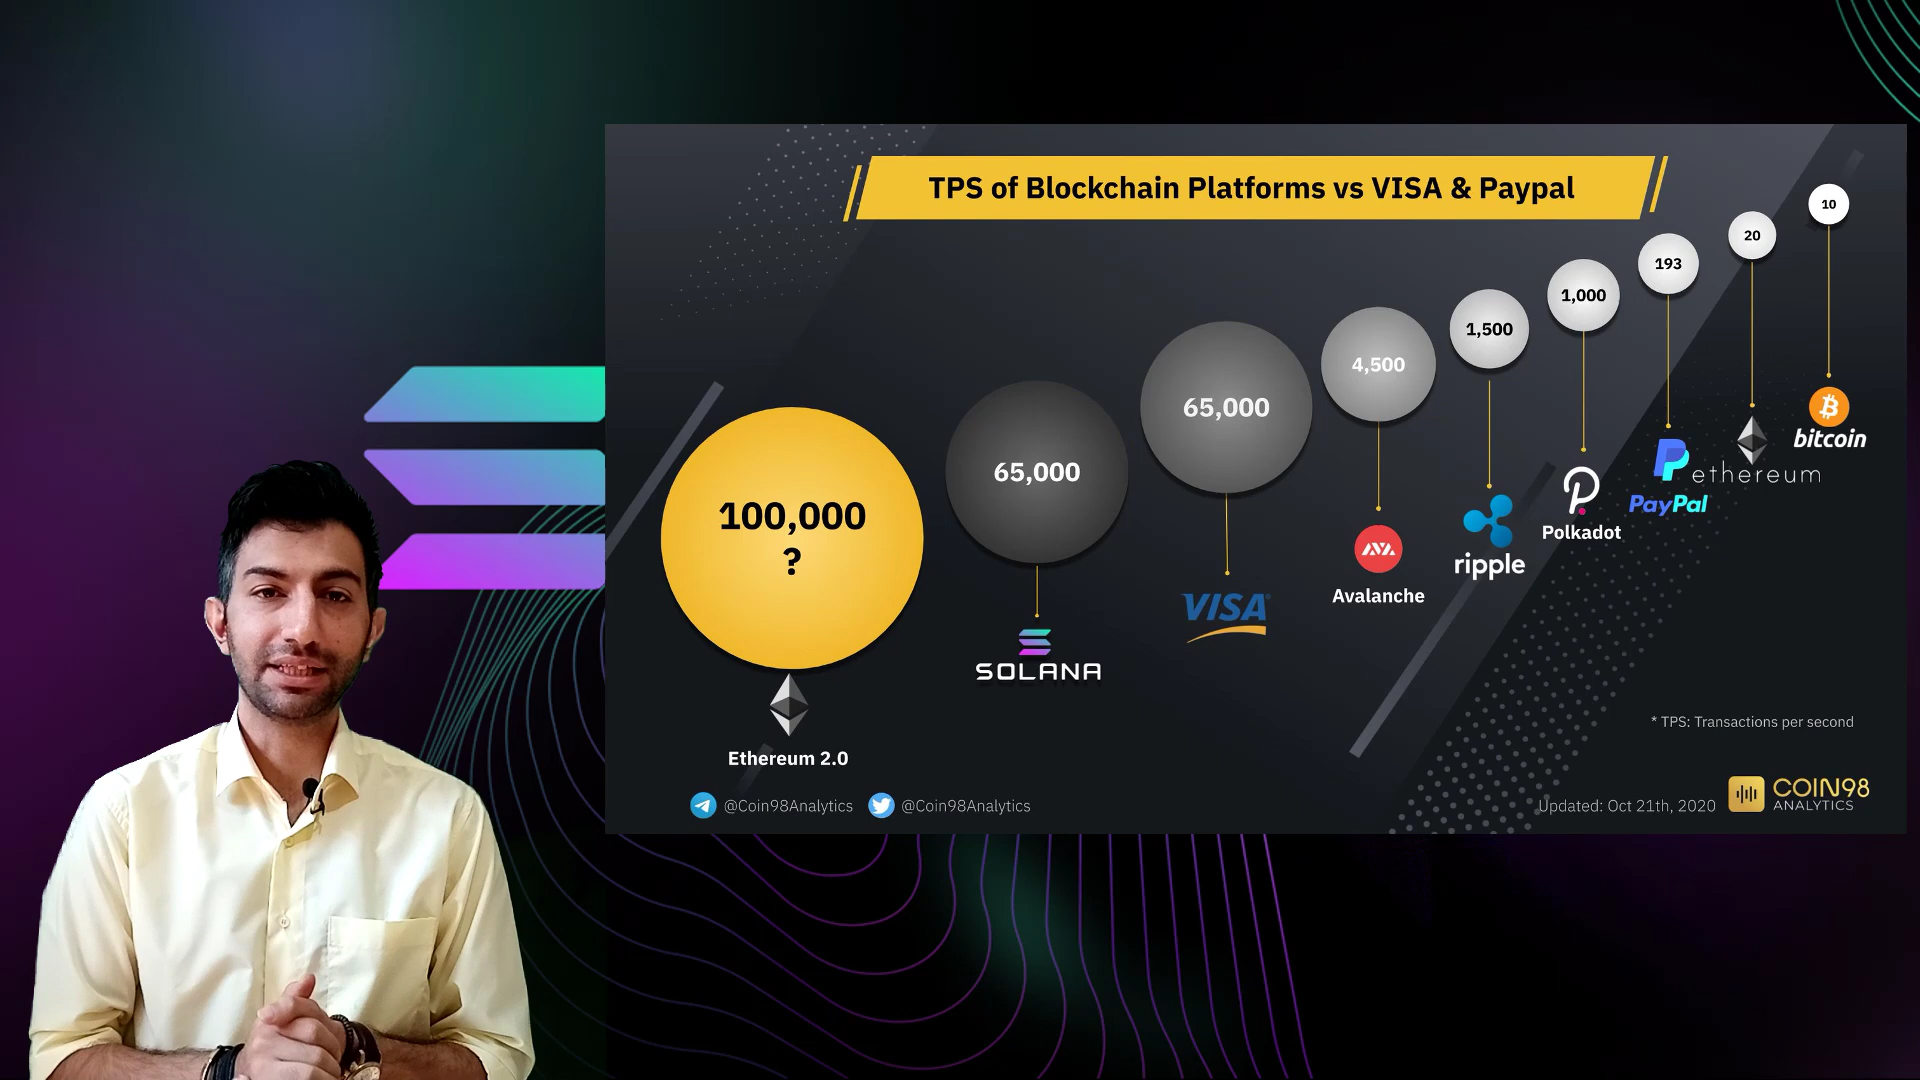 TPS of Blockchain Platforms vs VISA & Paypal
100,000
?
Ethereum 2.0
65,000
SOLANA
65,000
VISA
4,500
AVA
Avalanche
1,500
ripple
1,000
Polkadot
193
PayPal
20
ethereum
10
bitcoin
* TPS: Transactions per second
@Coin98Analytics
@Coin98Analytics
Updated: Oct 21th, 2020
COIN98
ANALYTICS